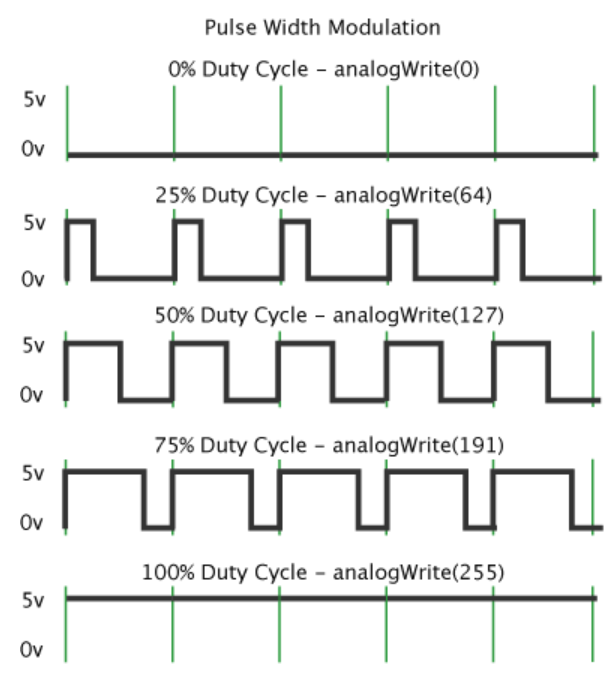 Pulse Width Modulation
0% Duty Cycle – analogWrite(0)
5v
0v
25% Duty Cycle – analogWrite(64)
5v
0v
50% Duty Cycle – analogWrite(127)
5v
0v
75% Duty Cycle – analogWrite(191)
5v
0v
100% Duty Cycle – analogWrite(255)
5v
0v